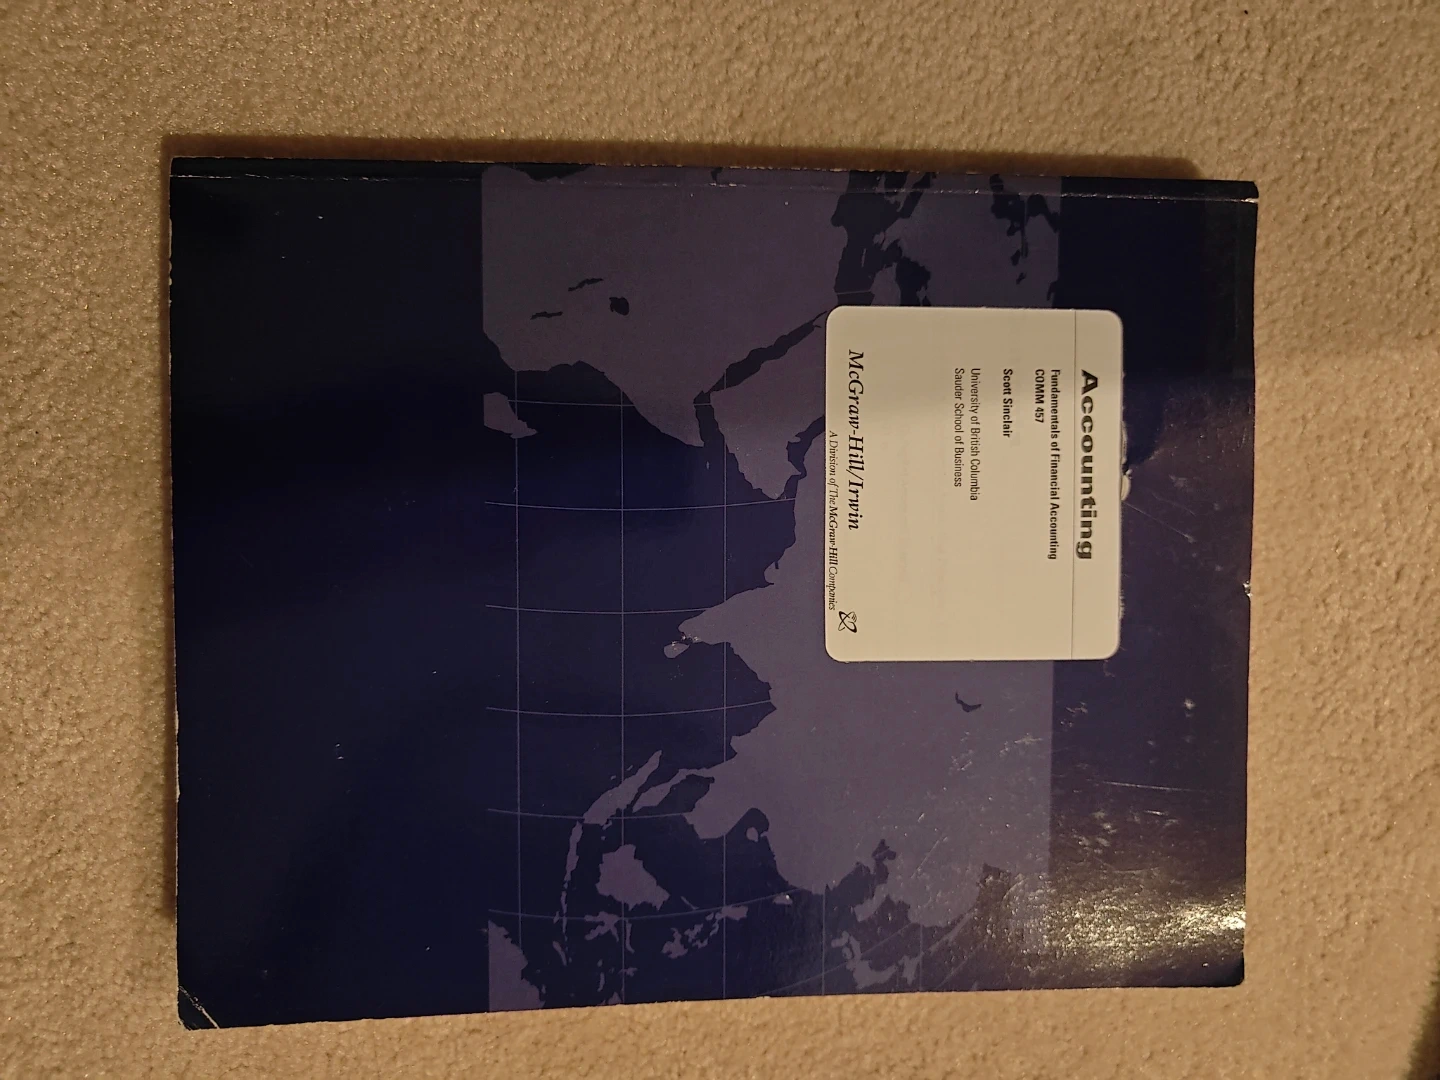 Accounting
Fundamentals of Financial Accounting
COMM 457
Scott Sinclair
University of British Columbia
Sauder School of Business
McGraw-Hill/Irwin
A Division of The McGraw-Hill Companies